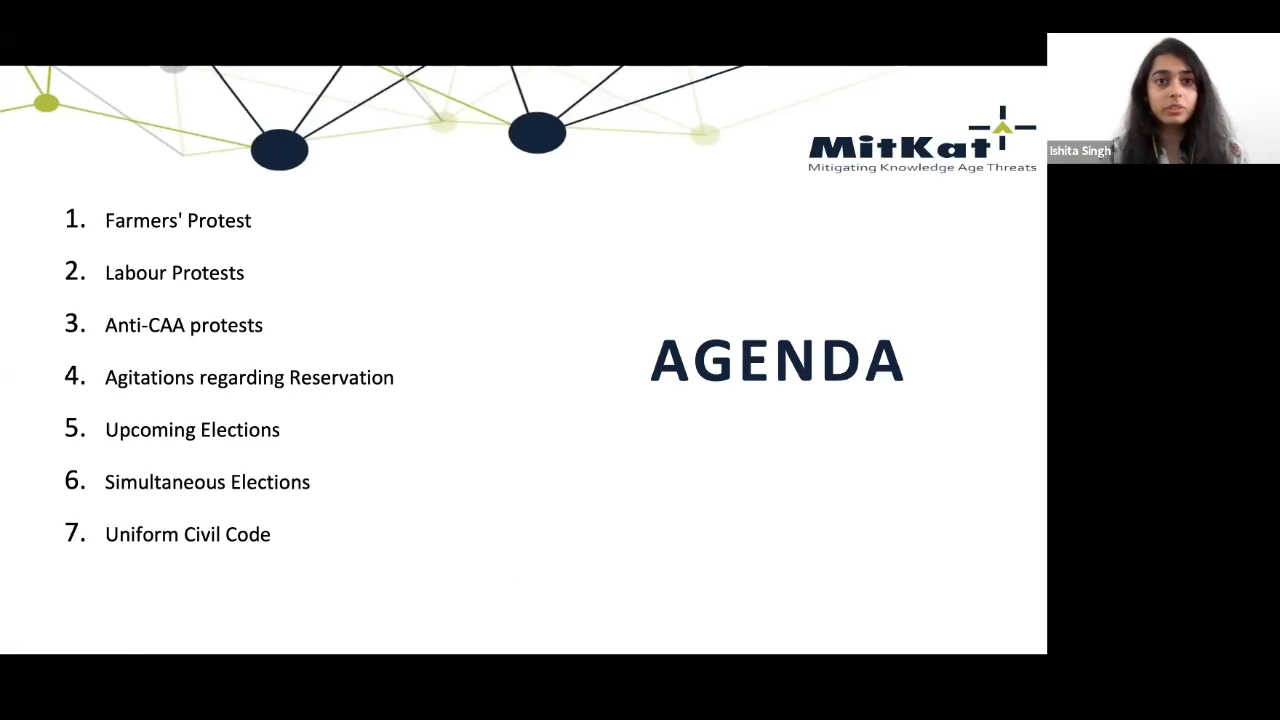 MitKat
Mitigating Knowledge Age Threats
Ishita Singh
1. Farmers' Protest
2. Labour Protests
3. Anti-CAA protests
4. Agitations regarding Reservation
5. Upcoming Elections
6. Simultaneous Elections
7. Uniform Civil Code
AGENDA